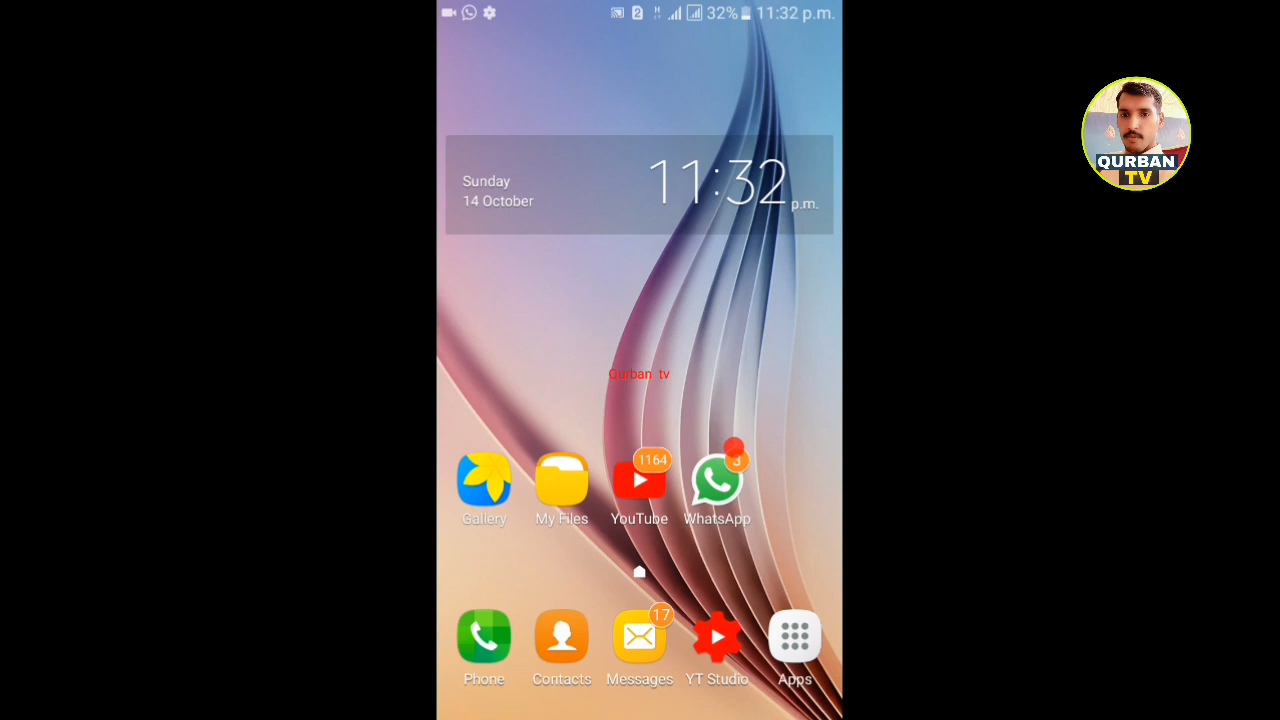 2 H 32% 11:32 p.m.
QURBAN
TV
Sunday
14 October
11:32 p.m.
Qurban tv
1164
3
Gallery
My Files
YouTube
WhatsApp
17
Phone
Contacts
Messages
YT Studio
Apps